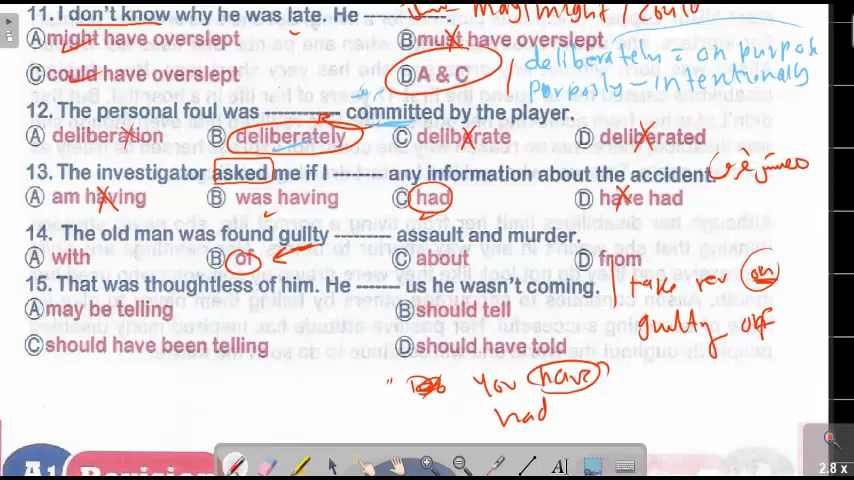 11. I don't know why he was late. He
may/might / could
Ⓐ might have overslept Ⓑ must have overslept
Ⓒ could have overslept Ⓓ A & C
deliberately = on purpose
purposly - intentionally
12. The personal foul was ------------ committed by the player.
Ⓐ deliberation Ⓑ deliberately Ⓒ deliberate Ⓓ deliberated
13. The investigator asked me if I -------- any information about the accident.
Ⓐ am having Ⓑ was having Ⓒ had Ⓓ have had
14. The old man was found guilty -------- assault and murder.
Ⓐ with Ⓑ of Ⓒ about Ⓓ from
take rev on
guilty of
15. That was thoughtless of him. He ------ us he wasn't coming.
Ⓐ may be telling Ⓑ should tell
Ⓒ should have been telling Ⓓ should have told
" You have "
had
A1 Revision
2.8 x